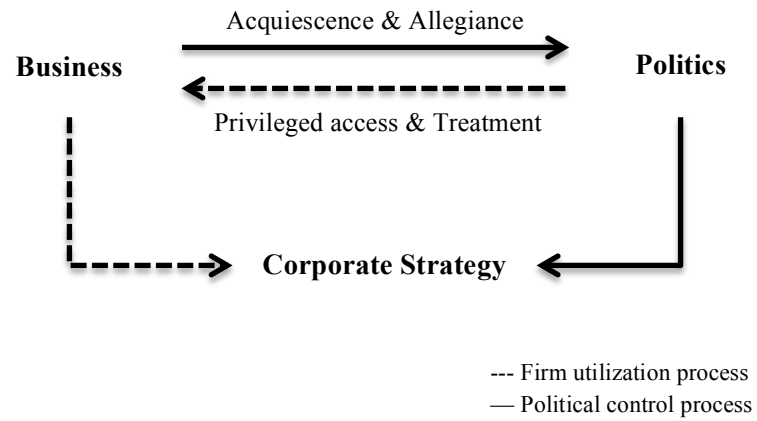 Acquiescence & Allegiance
Business
Politics
Privileged access & Treatment
Corporate Strategy
--- Firm utilization process
— Political control process